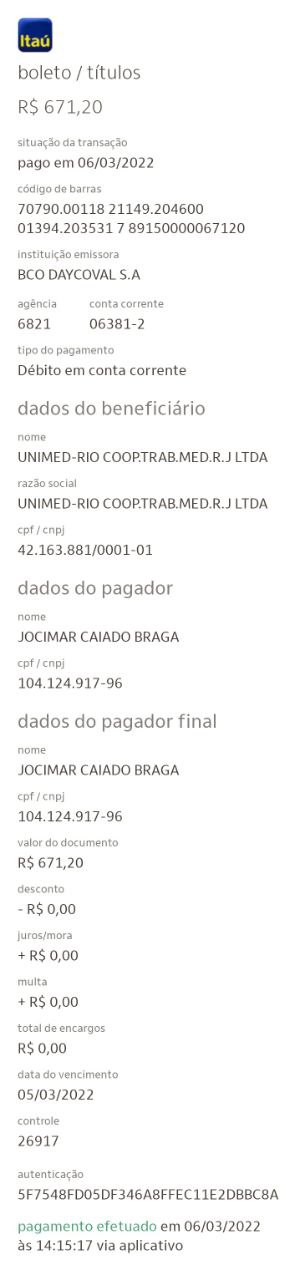 Itaú
boleto / títulos
R$ 671,20
situação da transação
pago em 06/03/2022
código de barras
70790.00118 21149.204600
01394.203531 7 89150000067120
instituição emissora
BCO DAYCOVAL S.A
agência conta corrente
6821 06381-2
tipo do pagamento
Débito em conta corrente
dados do beneficiário
nome
UNIMED-RIO COOP.TRAB.MED.R.J LTDA
razão social
UNIMED-RIO COOP.TRAB.MED.R.J LTDA
cpf / cnpj
42.163.881/0001-01
dados do pagador
nome
JOCIMAR CAIADO BRAGA
cpf / cnpj
104.124.917-96
dados do pagador final
nome
JOCIMAR CAIADO BRAGA
cpf / cnpj
104.124.917-96
valor do documento
R$ 671,20
desconto
- R$ 0,00
juros/mora
+ R$ 0,00
multa
+ R$ 0,00
total de encargos
R$ 0,00
data do vencimento
05/03/2022
controle
26917
autenticação
5F7548FD05DF346A8FFEC11E2DBBC8A
pagamento efetuado em 06/03/2022
às 14:15:17 via aplicativo